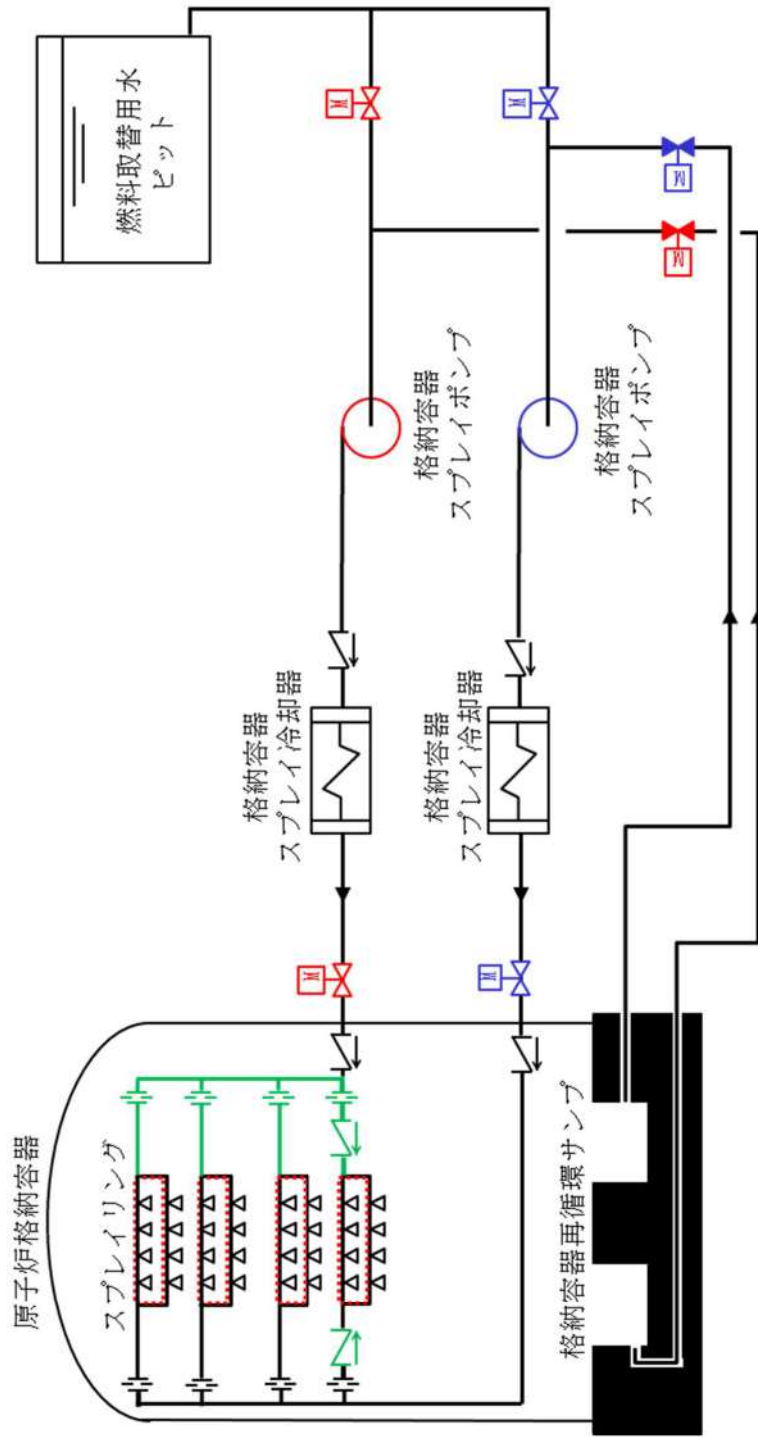 原子炉格納容器
スプレイリング
格納容器再循環サンプ
M
M
格納容器
スプレイ冷却器
格納容器
スプレイ冷却器
格納容器
スプレイポンプ
格納容器
スプレイポンプ
M
M
M
M
燃料取替用水
ピット